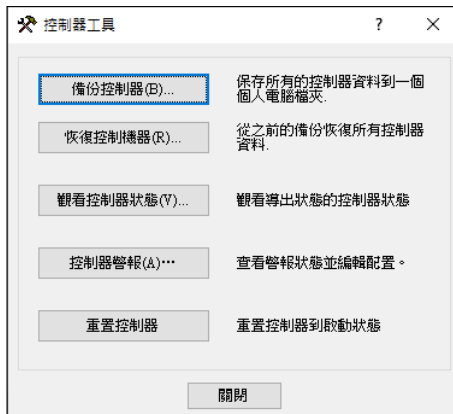 控制器工具
?
備份控制器(B)...
保存所有的控制器資料到一個
個人電腦檔夾.
恢復控制機器(R)...
從之前的備份恢復所有控制器
資料.
観看控制器狀態(V)...
観看導出狀態的控制器狀態
控制器警報(A)⋯
查看警報狀態並編輯配置。
重置控制器
重置控制器到啟動狀態
關閉